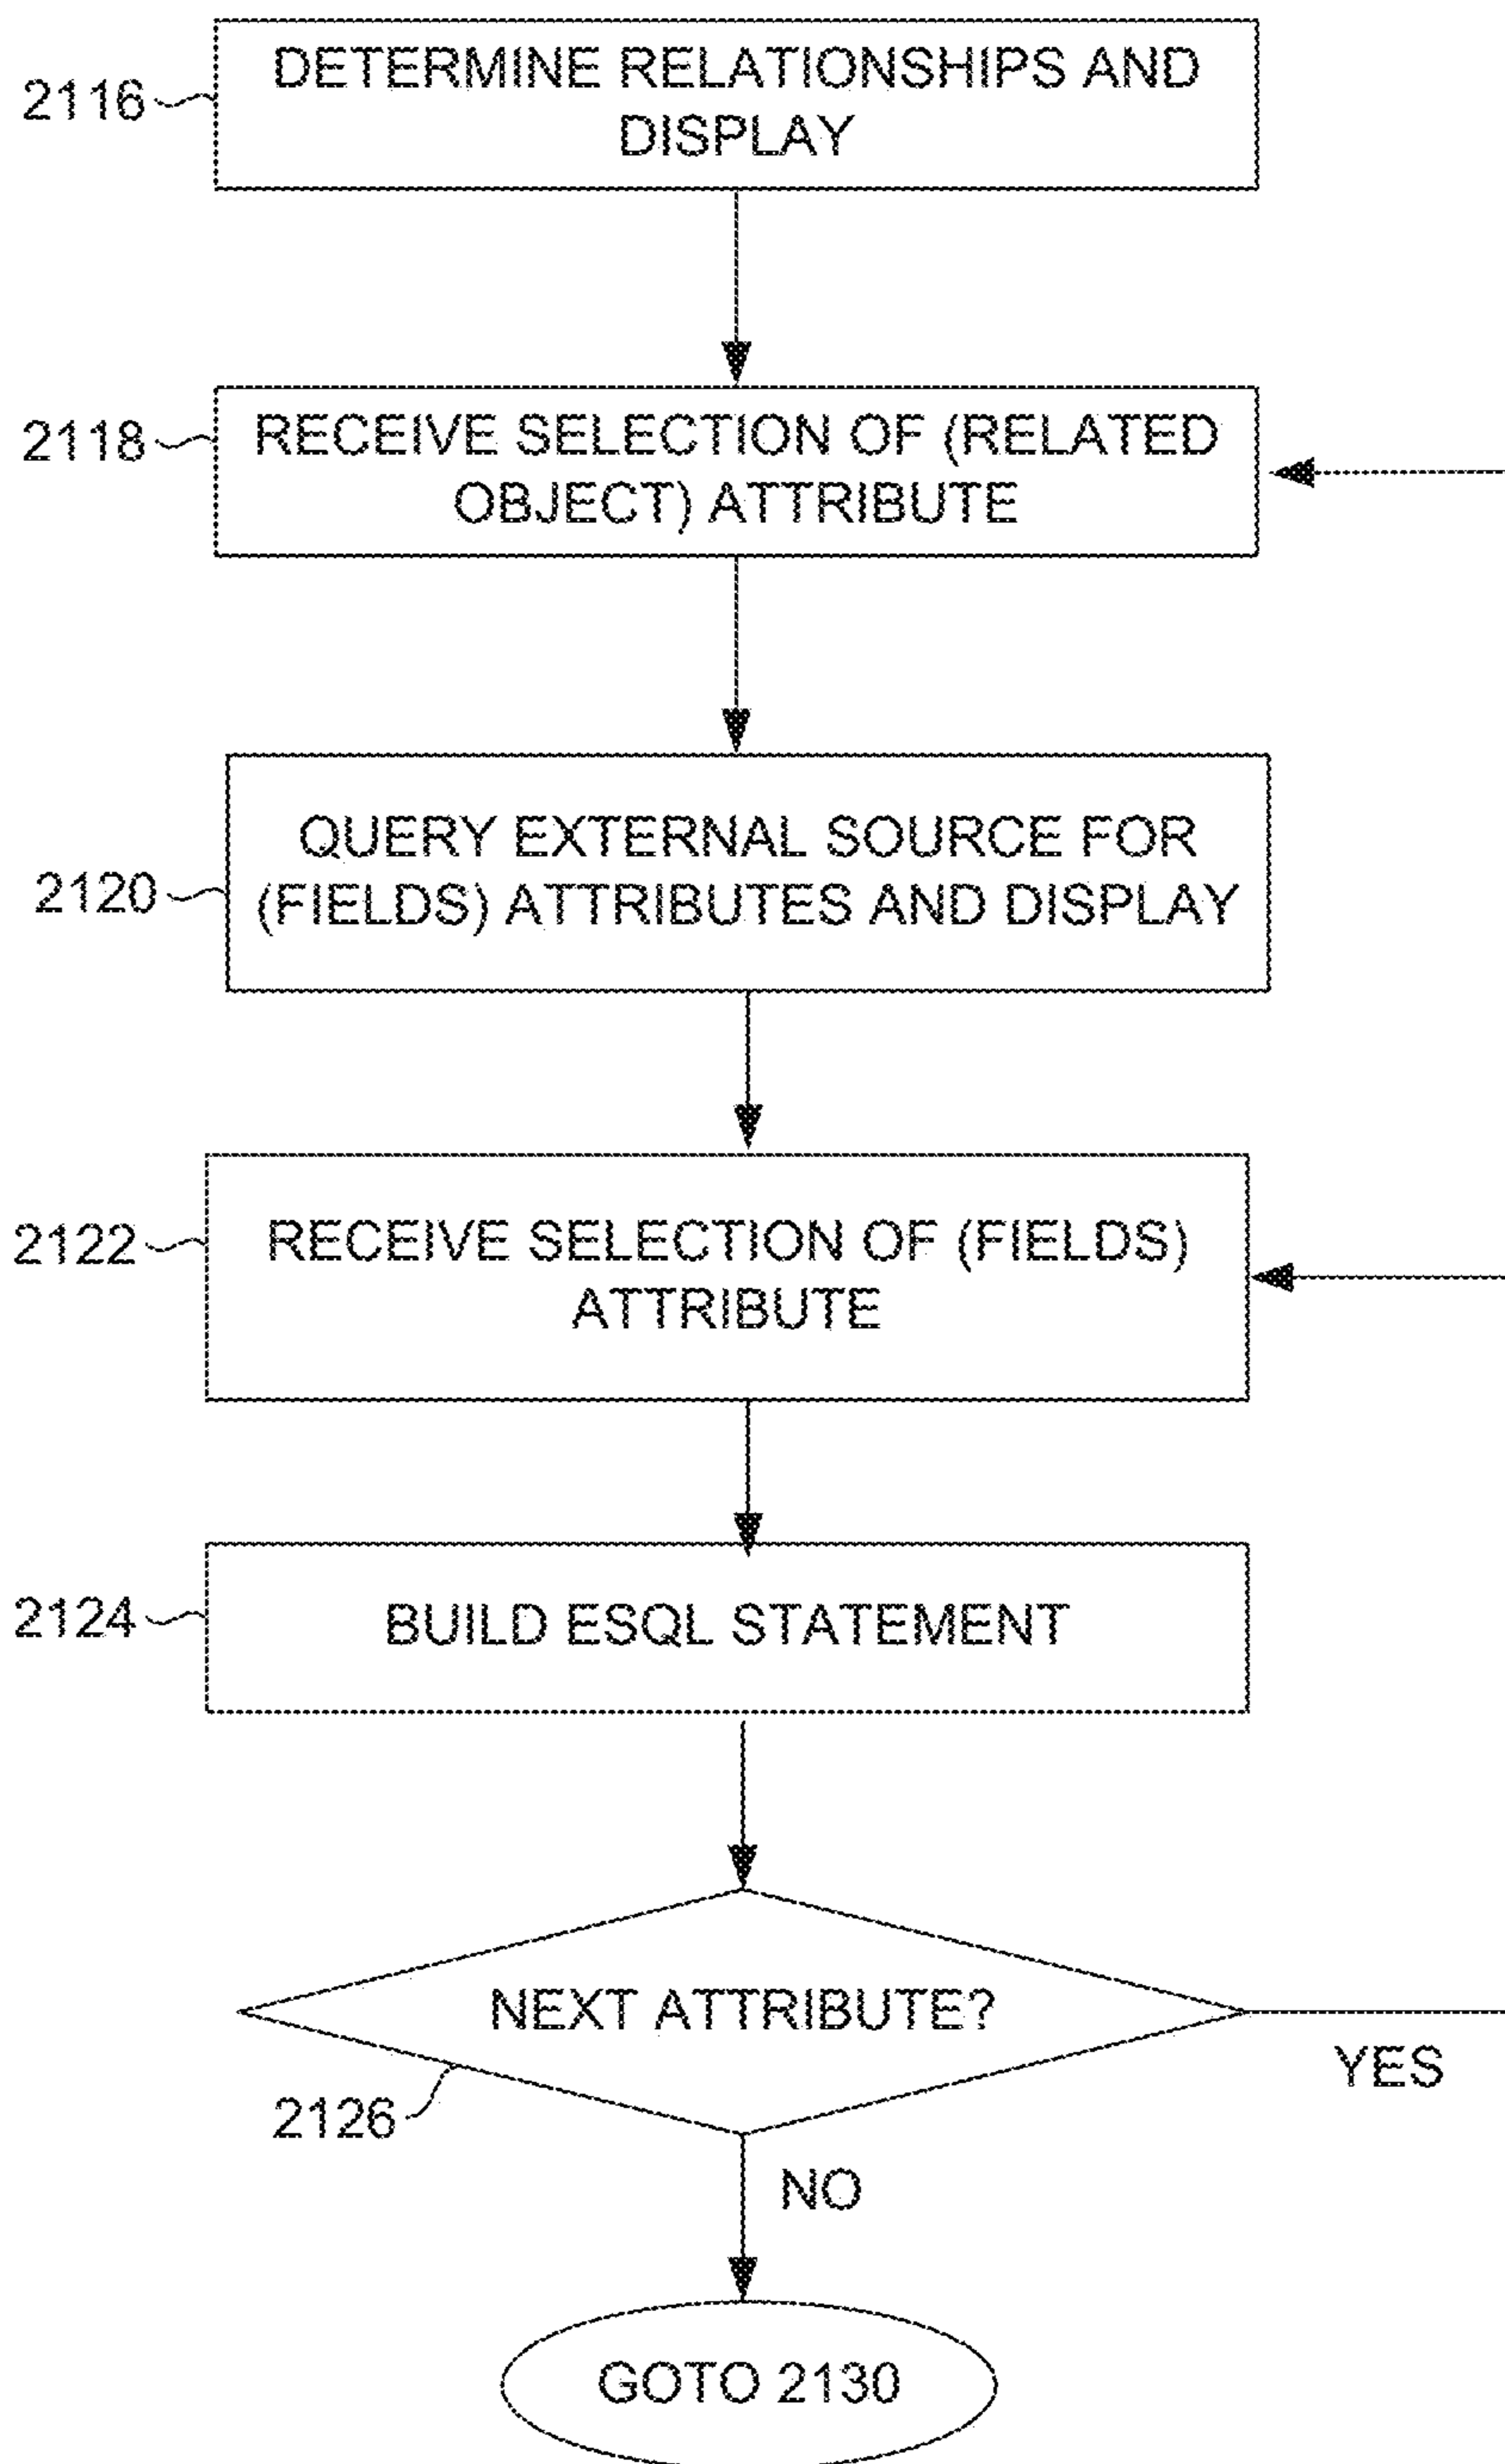 DETERMINE RELATIONSHIPS AND
DISPLAY
2116
RECEIVE SELECTION OF (RELATED
OBJECT) ATTRIBUTE
2118
QUERY EXTERNAL SOURCE FOR
(FIELDS) ATTRIBUTES AND DISPLAY
2120
RECEIVE SELECTION OF (FIELDS)
ATTRIBUTE
2122
BUILD ESQL STATEMENT
2124
NEXT ATTRIBUTE?
YES
2126
NO
GOTO 2130